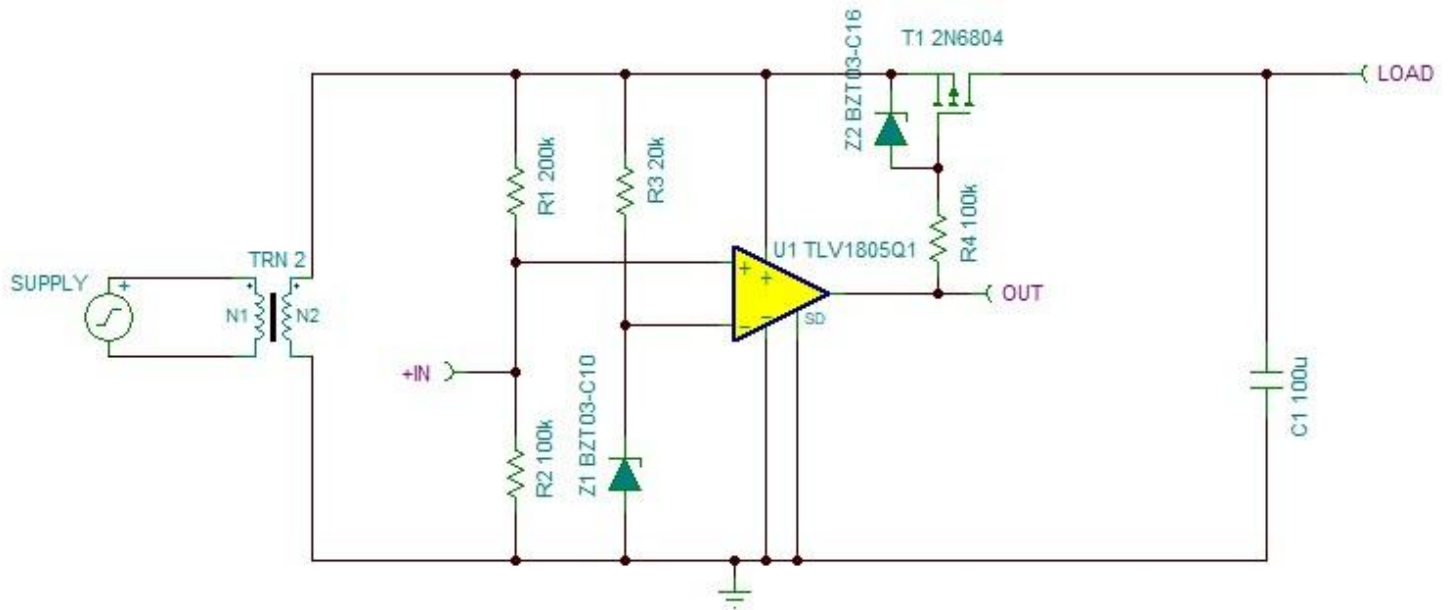 T1 2N6804
LOAD
Z2 BZT03-C16
R1 200k
R3 20k
R4 100k
U1 TLV1805Q1
+
+
−
−
SD
OUT
TRN 2
SUPPLY
+
N1
N2
+IN
R2 100k
Z1 BZT03-C10
C1 100u